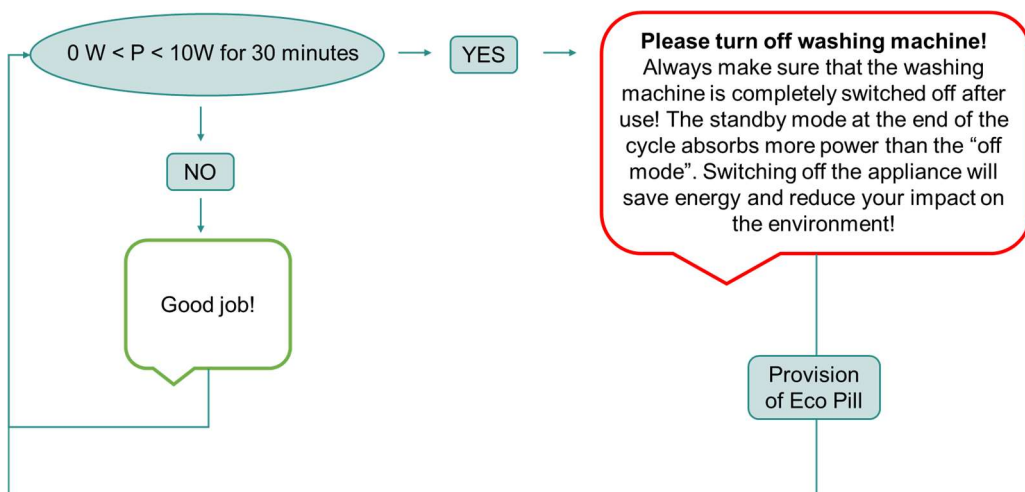 0 W < P < 10W for 30 minutes
YES
Please turn off washing machine!
Always make sure that the washing
machine is completely switched off after
use! The standby mode at the end of the
cycle absorbs more power than the “off
mode”. Switching off the appliance will
save energy and reduce your impact on
the environment!
NO
Good job!
Provision
of Eco Pill